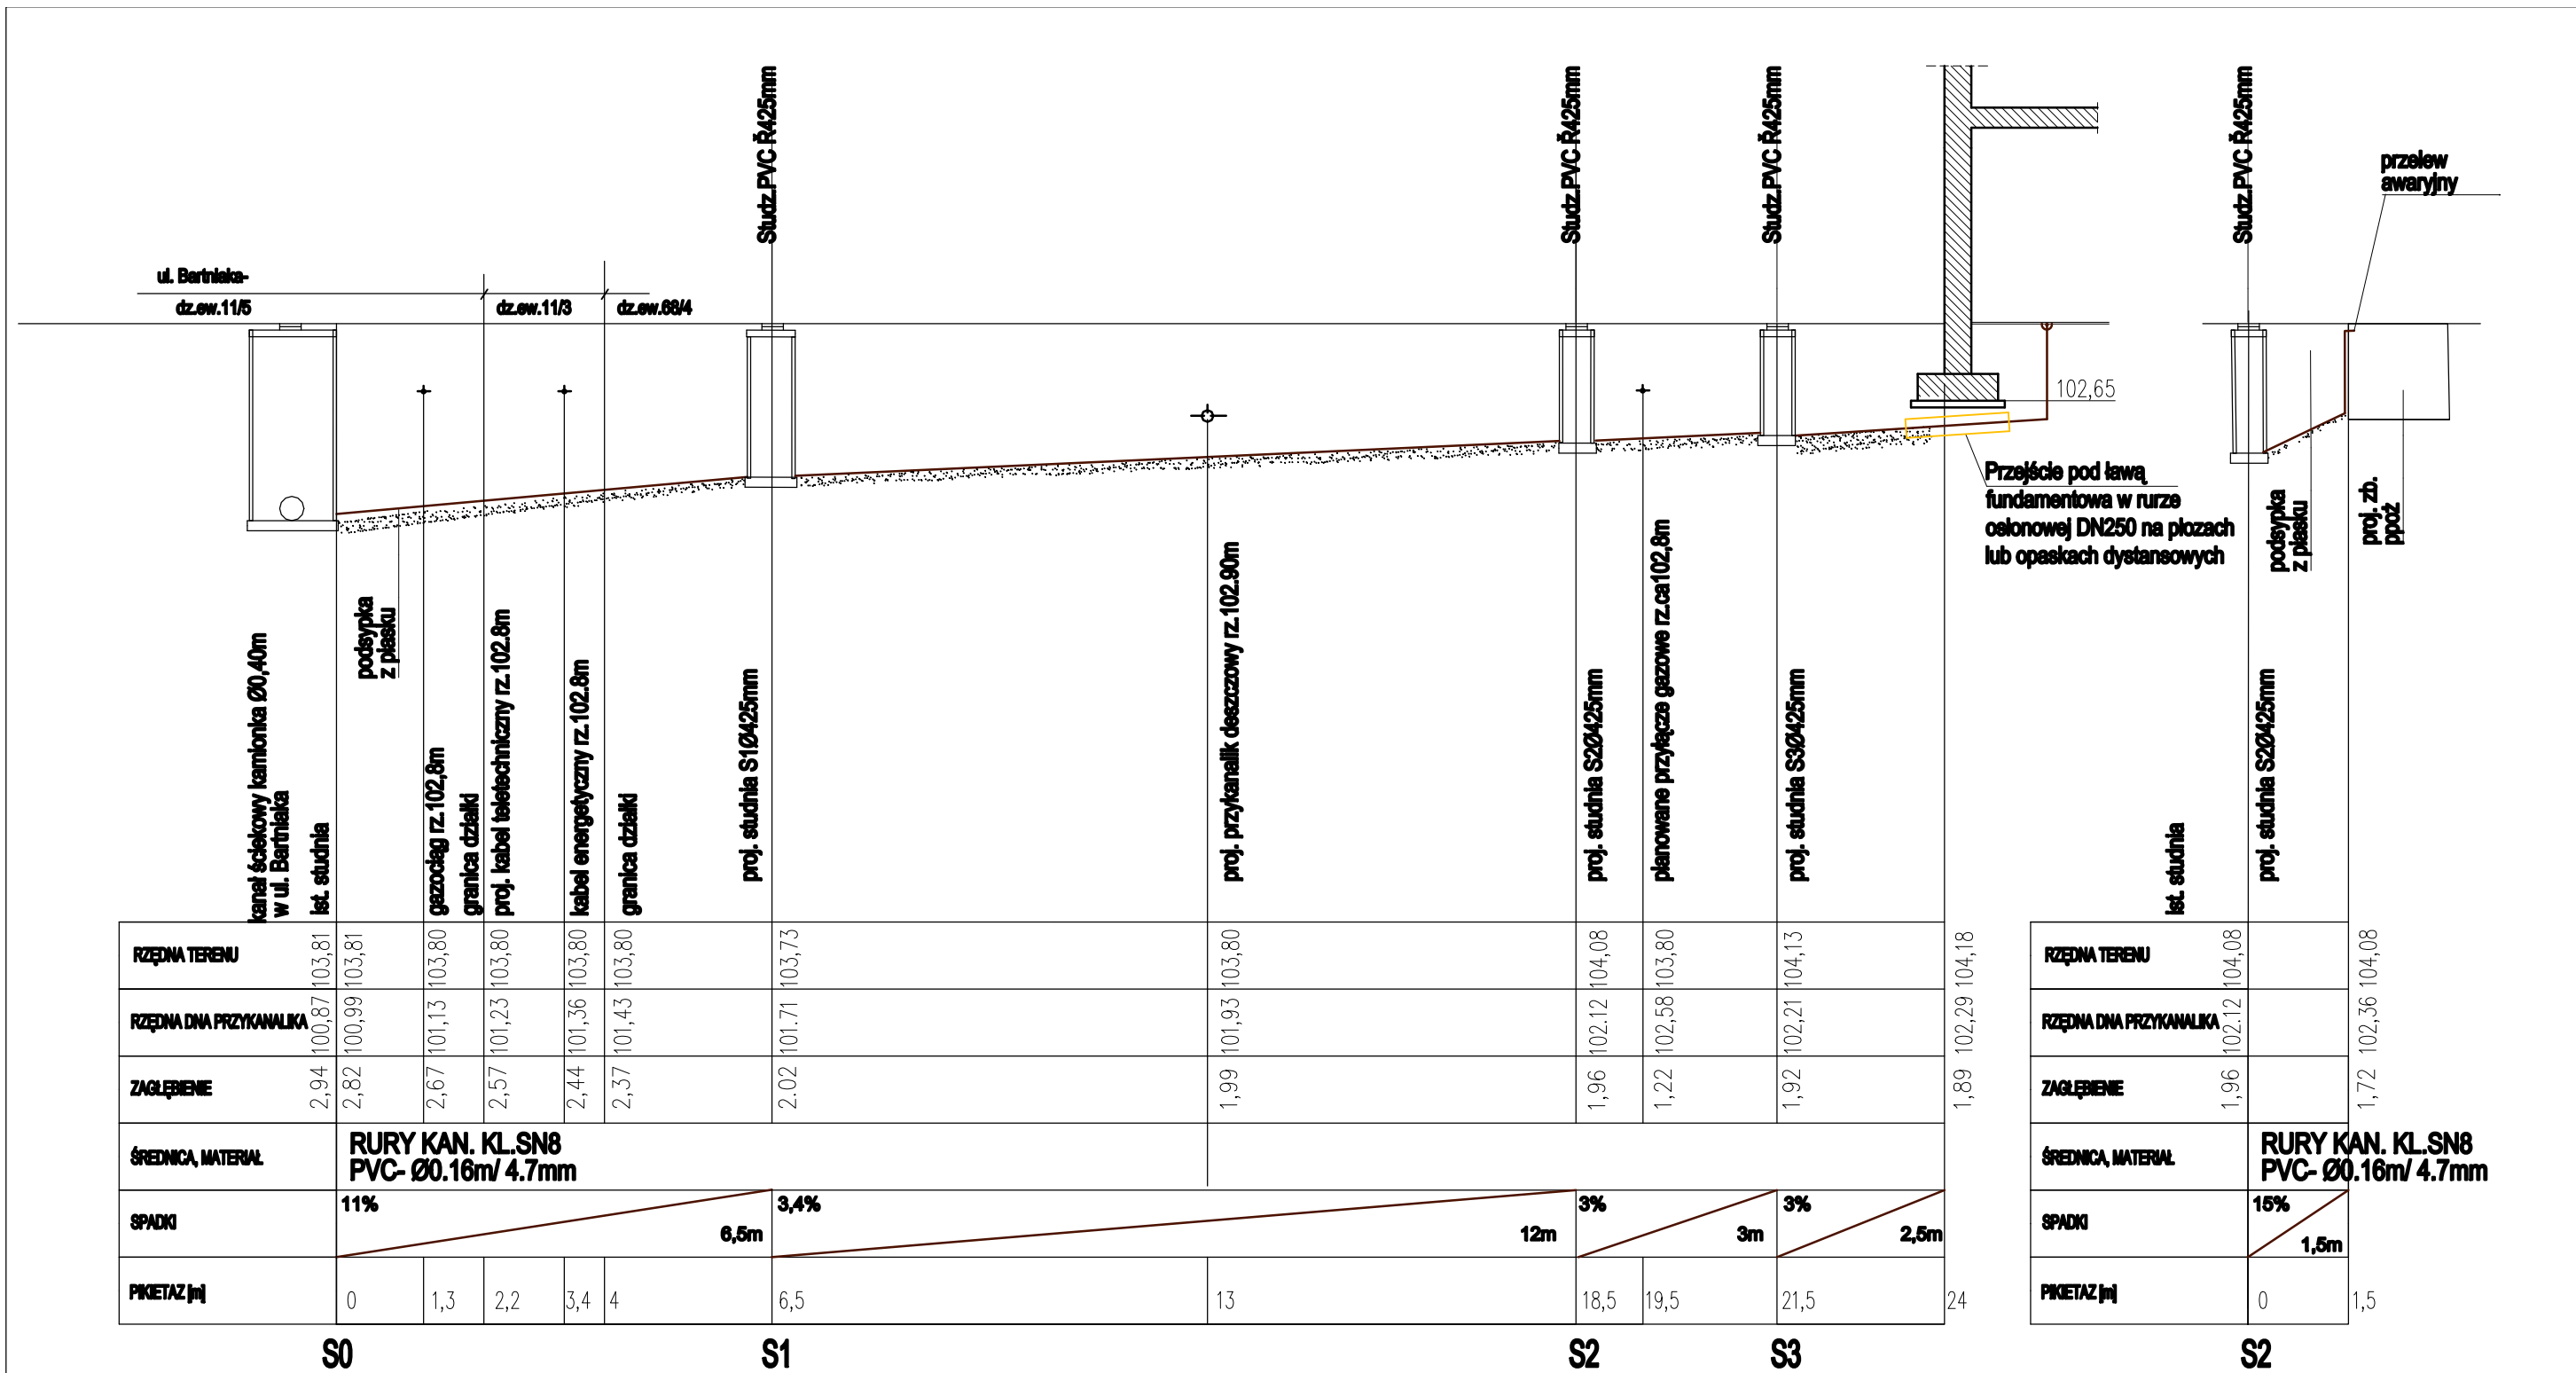 Studz.PVC Ř425mm
Studz.PVC Ř425mm
Studz.PVC Ř425mm
Studz.PVC Ř425mm
przelew
awaryjny
ul. Bartniaka-
dz.ew.11/5
dz.ew.11/3
dz.ew.68/4
102,65
Przejście pod ławą
fundamentowa w rurze
osłonowej DN250 na płozach
lub opaskach dystansowych
kanał ściekowy kamionka Ø0,40m
w ul. Bartniaka
ist. studnia
podsypka
z piasku
gazociąg rz.102,8m
granica działki
proj. kabel teletechniczny rz.102.8m
kabel energetyczny rz.102.8m
granica działki
proj. studnia S1Ø425mm
proj. przykanalik deszczowy rz.102.90m
proj. studnia S2Ø425mm
planowane przyłącze gazowe rz.ca102,8m
proj. studnia S3Ø425mm
ist. studnia
proj. studnia S2Ø425mm
podsypka
z piasku
proj. zb.
ppoż
RZĘDNA TERENU 103,81 103,81 103,80 103,80 103,80 103,80 103,73 103,80 104,08 103,80 104,13 104,18
RZĘDNA DNA PRZYKANALIKA 100,87 100,99 101,13 101,23 101,36 101,43 101.71 101,93 102.12 102,58 102,21 102,29
ZAGŁĘBIENIE 2,94 2,82 2,67 2,57 2,44 2,37 2.02 1,99 1,96 1,22 1,92 1,89
ŚREDNICA, MATERIAŁ RURY KAN. KL.SN8
PVC- Ø0.16m/ 4.7mm
SPADKI 11% 6,5m 3,4% 12m 3% 3m 3% 2,5m
PIKIETAZ [m] 0 1,3 2,2 3,4 4 6,5 13 18,5 19,5 21,5 24
S0 S1 S2 S3
RZĘDNA TERENU 104,08 104,08
RZĘDNA DNA PRZYKANALIKA 102.12 102,36
ZAGŁĘBIENIE 1,96 1,72
ŚREDNICA, MATERIAŁ RURY KAN. KL.SN8
PVC- Ø0.16m/ 4.7mm
SPADKI 15% 1,5m
PIKIETAZ [m] 0 1,5
S2